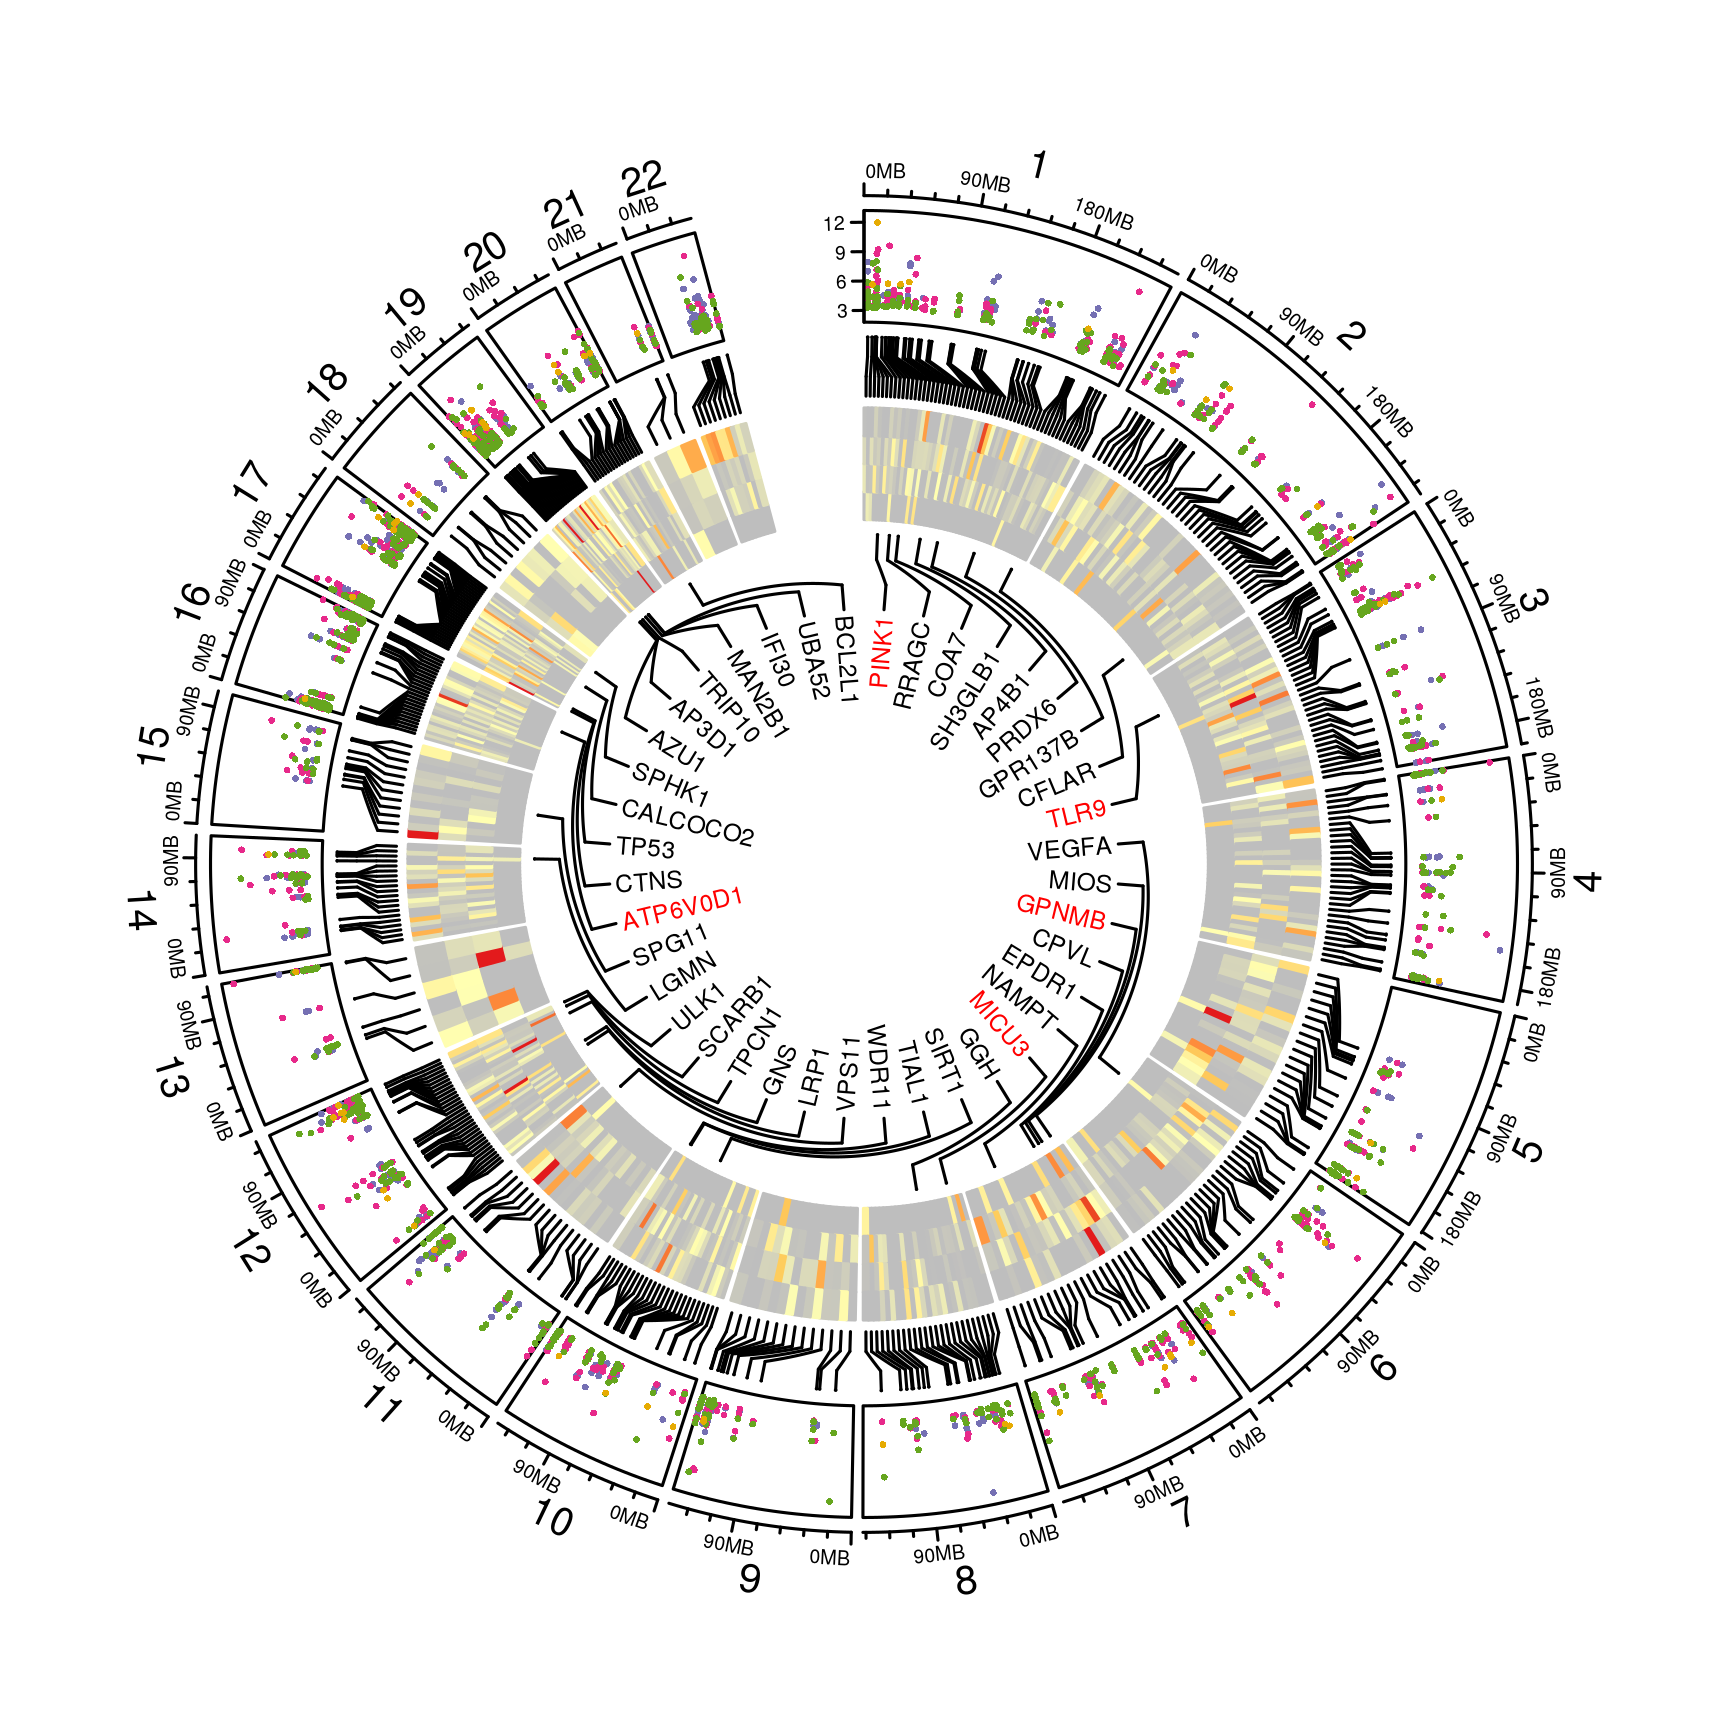 1
0MB
90MB
180MB
2
0MB
90MB
180MB
3
0MB
90MB
180MB
4
0MB
90MB
180MB
5
0MB
90MB
180MB
6
0MB
90MB
7
0MB
90MB
8
0MB
90MB
9
0MB
90MB
10
0MB
90MB
11
0MB
90MB
12
0MB
90MB
13
0MB
90MB
14
0MB
90MB
15
0MB
90MB
16
0MB
90MB
17
0MB
18
0MB
19
0MB
20
0MB
21
0MB
22
0MB
12
9
6
3
PINK1
RRAGC
COA7
SH3GLB1
AP4B1
PRDX6
GPR137B
CFLAR
TLR9
VEGFA
MIOS
GPNMB
CPVL
EPDR1
NAMPT
MICU3
GGH
SIRT1
TIAL1
WDR11
VPS11
LRP1
GNS
TPCN1
SCARB1
ULK1
LGMN
SPG11
ATP6V0D1
CTNS
TP53
CALCOCO2
SPHK1
AZU1
AP3D1
TRIP10
MAN2B1
IFI30
UBA52
BCL2L1